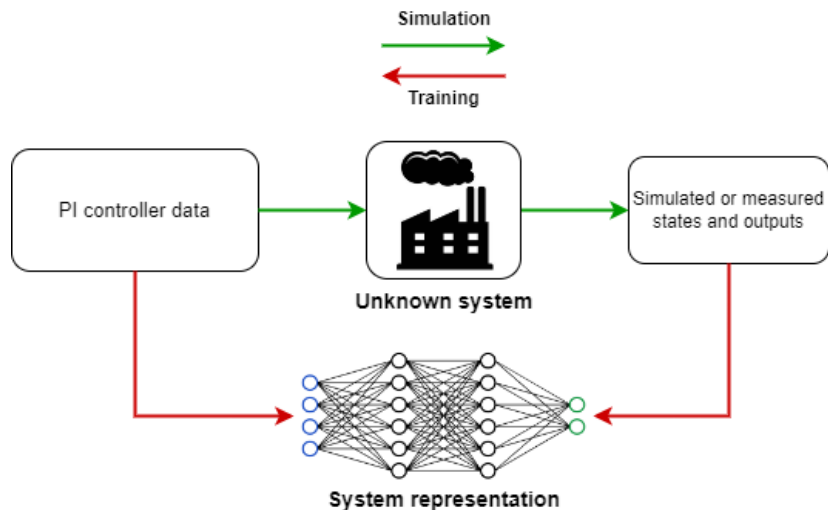 Simulation
Training
PI controller data
Simulated or measured
states and outputs
Unknown system
System representation